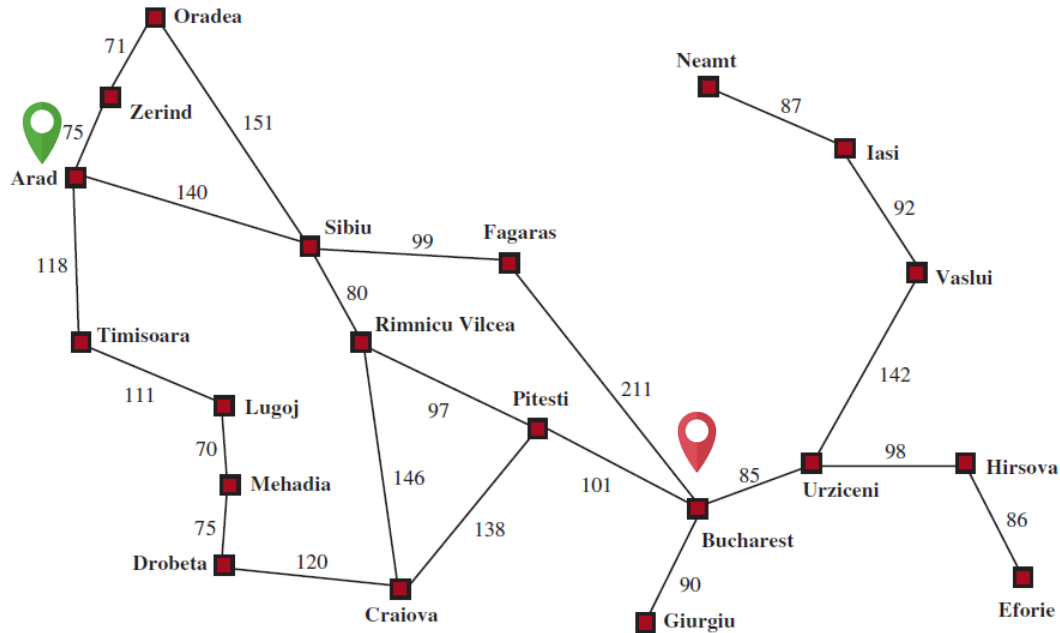 Oradea
71
Neamt
87
Zerind
151
75
Iasi
Arad
140
92
Sibiu
Fagaras
99
118
Vaslui
80
Timisoara
Rimnicu Vilcea
142
111
211
Lugoj
97
Pitesti
70
98
Hirsova
Mehadia
146
101
85
Urziceni
75
138
86
Bucharest
Drobeta
120
90
Craiova
Giurgiu
Eforie